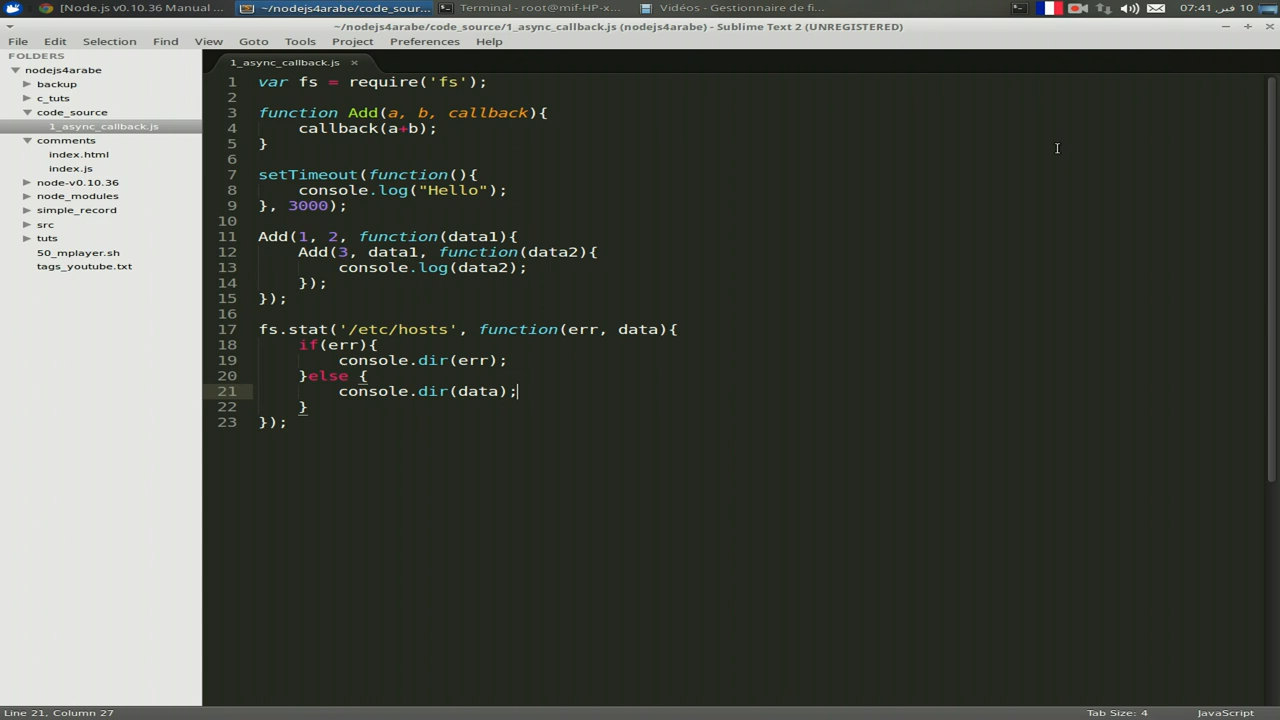 [Node.js v0.10.36 Manual ... ~/nodejs4arabe/code_sour... Terminal - root@mif-HP-x... Vidéos - Gestionnaire de fi... 07:41 ,فبر 10
~/nodejs4arabe/code_source/1_async_callback.js (nodejs4arabe) - Sublime Text 2 (UNREGISTERED)
File Edit Selection Find View Goto Tools Project Preferences Help
FOLDERS
nodejs4arabe
backup
c_tuts
code_source
1_async_callback.js
comments
index.html
index.js
node-v0.10.36
node_modules
simple_record
src
tuts
50_mplayer.sh
tags_youtube.txt
1_async_callback.js ×
1 var fs = require('fs');
2
3 function Add(a, b, callback){
4 callback(a+b);
5 }
6
7 setTimeout(function(){
8 console.log("Hello");
9 }, 3000);
10
11 Add(1, 2, function(data1){
12 Add(3, data1, function(data2){
13 console.log(data2);
14 });
15 });
16
17 fs.stat('/etc/hosts', function(err, data){
18 if(err){
19 console.dir(err);
20 }else {
21 console.dir(data);
22 }
23 });
Line 21, Column 27 Tab Size: 4 JavaScript